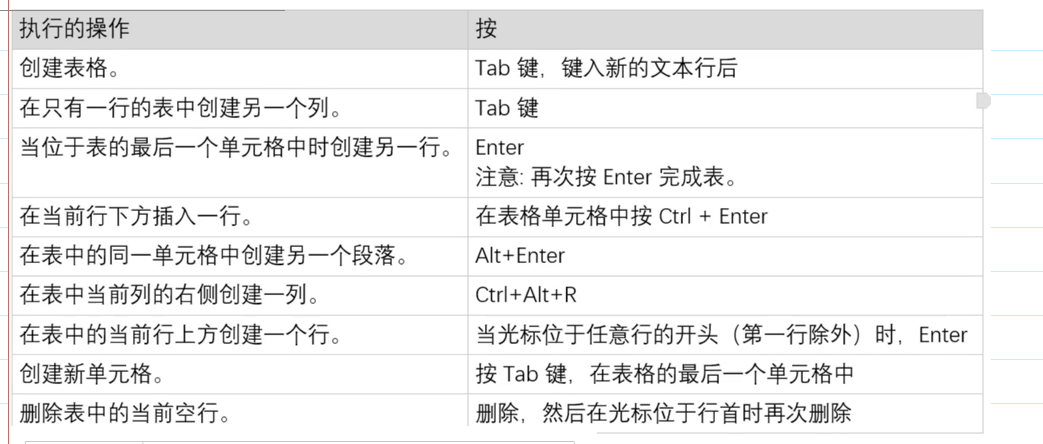 执行的操作 按
创建表格。 Tab 键，键入新的文本行后
在只有一行的表中创建另一个列。 Tab 键
当位于表的最后一个单元格中时创建另一行。 Enter
注意: 再次按 Enter 完成表。
在当前行下方插入一行。 在表格单元格中按 Ctrl + Enter
在表中的同一单元格中创建另一个段落。 Alt+Enter
在表中当前列的右侧创建一列。 Ctrl+Alt+R
在表中的当前行上方创建一个行。 当光标位于任意行的开头（第一行除外）时，Enter
创建新单元格。 按 Tab 键，在表格的最后一个单元格中
删除表中的当前空行。 删除，然后在光标位于行首时再次删除